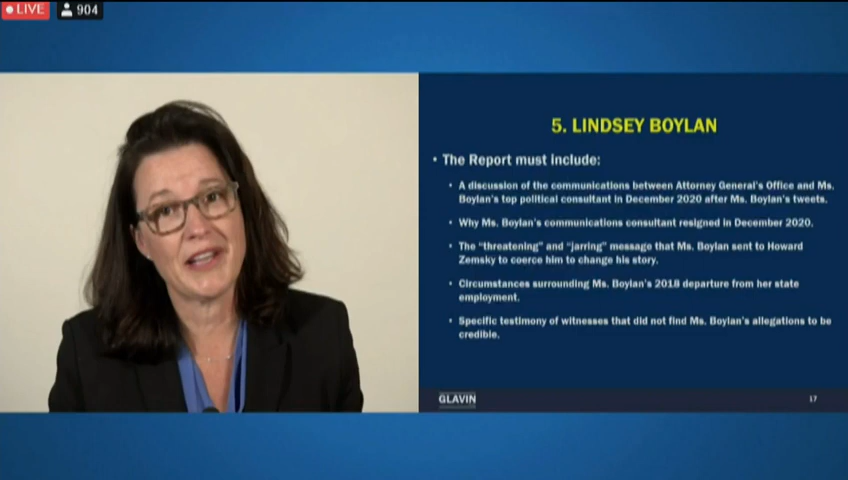 LIVE
904
5. LINDSEY BOYLAN
• The Report must include:
• A discussion of the communications between Attorney General's Office and Ms.
Boylan's top political consultant in December 2020 after Ms. Boylan's tweets.
• Why Ms. Boylan's communications consultant resigned in December 2020.
• The "threatening" and "jarring" message that Ms. Boylan sent to Howard
Zemsky to coerce him to change his story.
• Circumstances surrounding Ms. Boylan's 2018 departure from her state
employment.
• Specific testimony of witnesses that did not find Ms. Boylan's allegations to be
credible.
GLAVIN
17